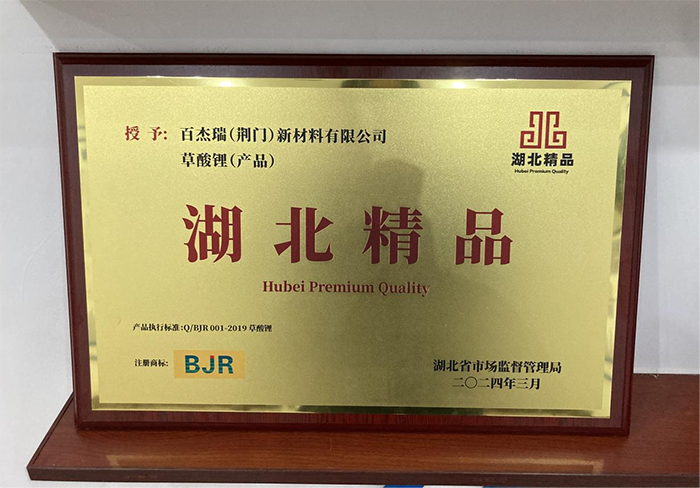 授予: 百杰瑞(荆门)新材料有限公司
草酸锂(产品)
湖北精品
Hubei Premium Quality
湖北精品
Hubei Premium Quality
产品执行标准:Q/BJR 001-2019 草酸锂
注册商标: BJR
湖北省市场监督管理局
二〇二四年三月